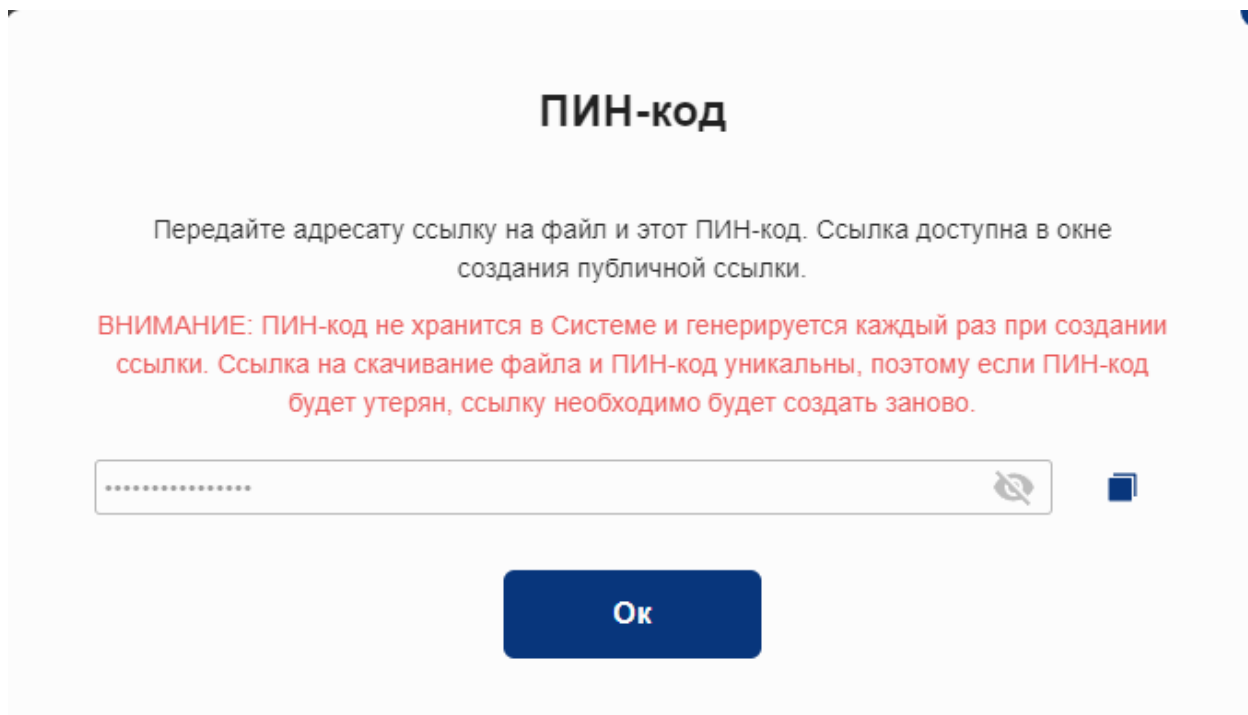 ПИН-код
Передайте адресату ссылку на файл и этот ПИН-код. Ссылка доступна в окне
создания публичной ссылки.
ВНИМАНИЕ: ПИН-код не хранится в Системе и генерируется каждый раз при создании
ссылки. Ссылка на скачивание файла и ПИН-код уникальны, поэтому если ПИН-код
будет утерян, ссылку необходимо будет создать заново.
••••••••••••••••
Ок